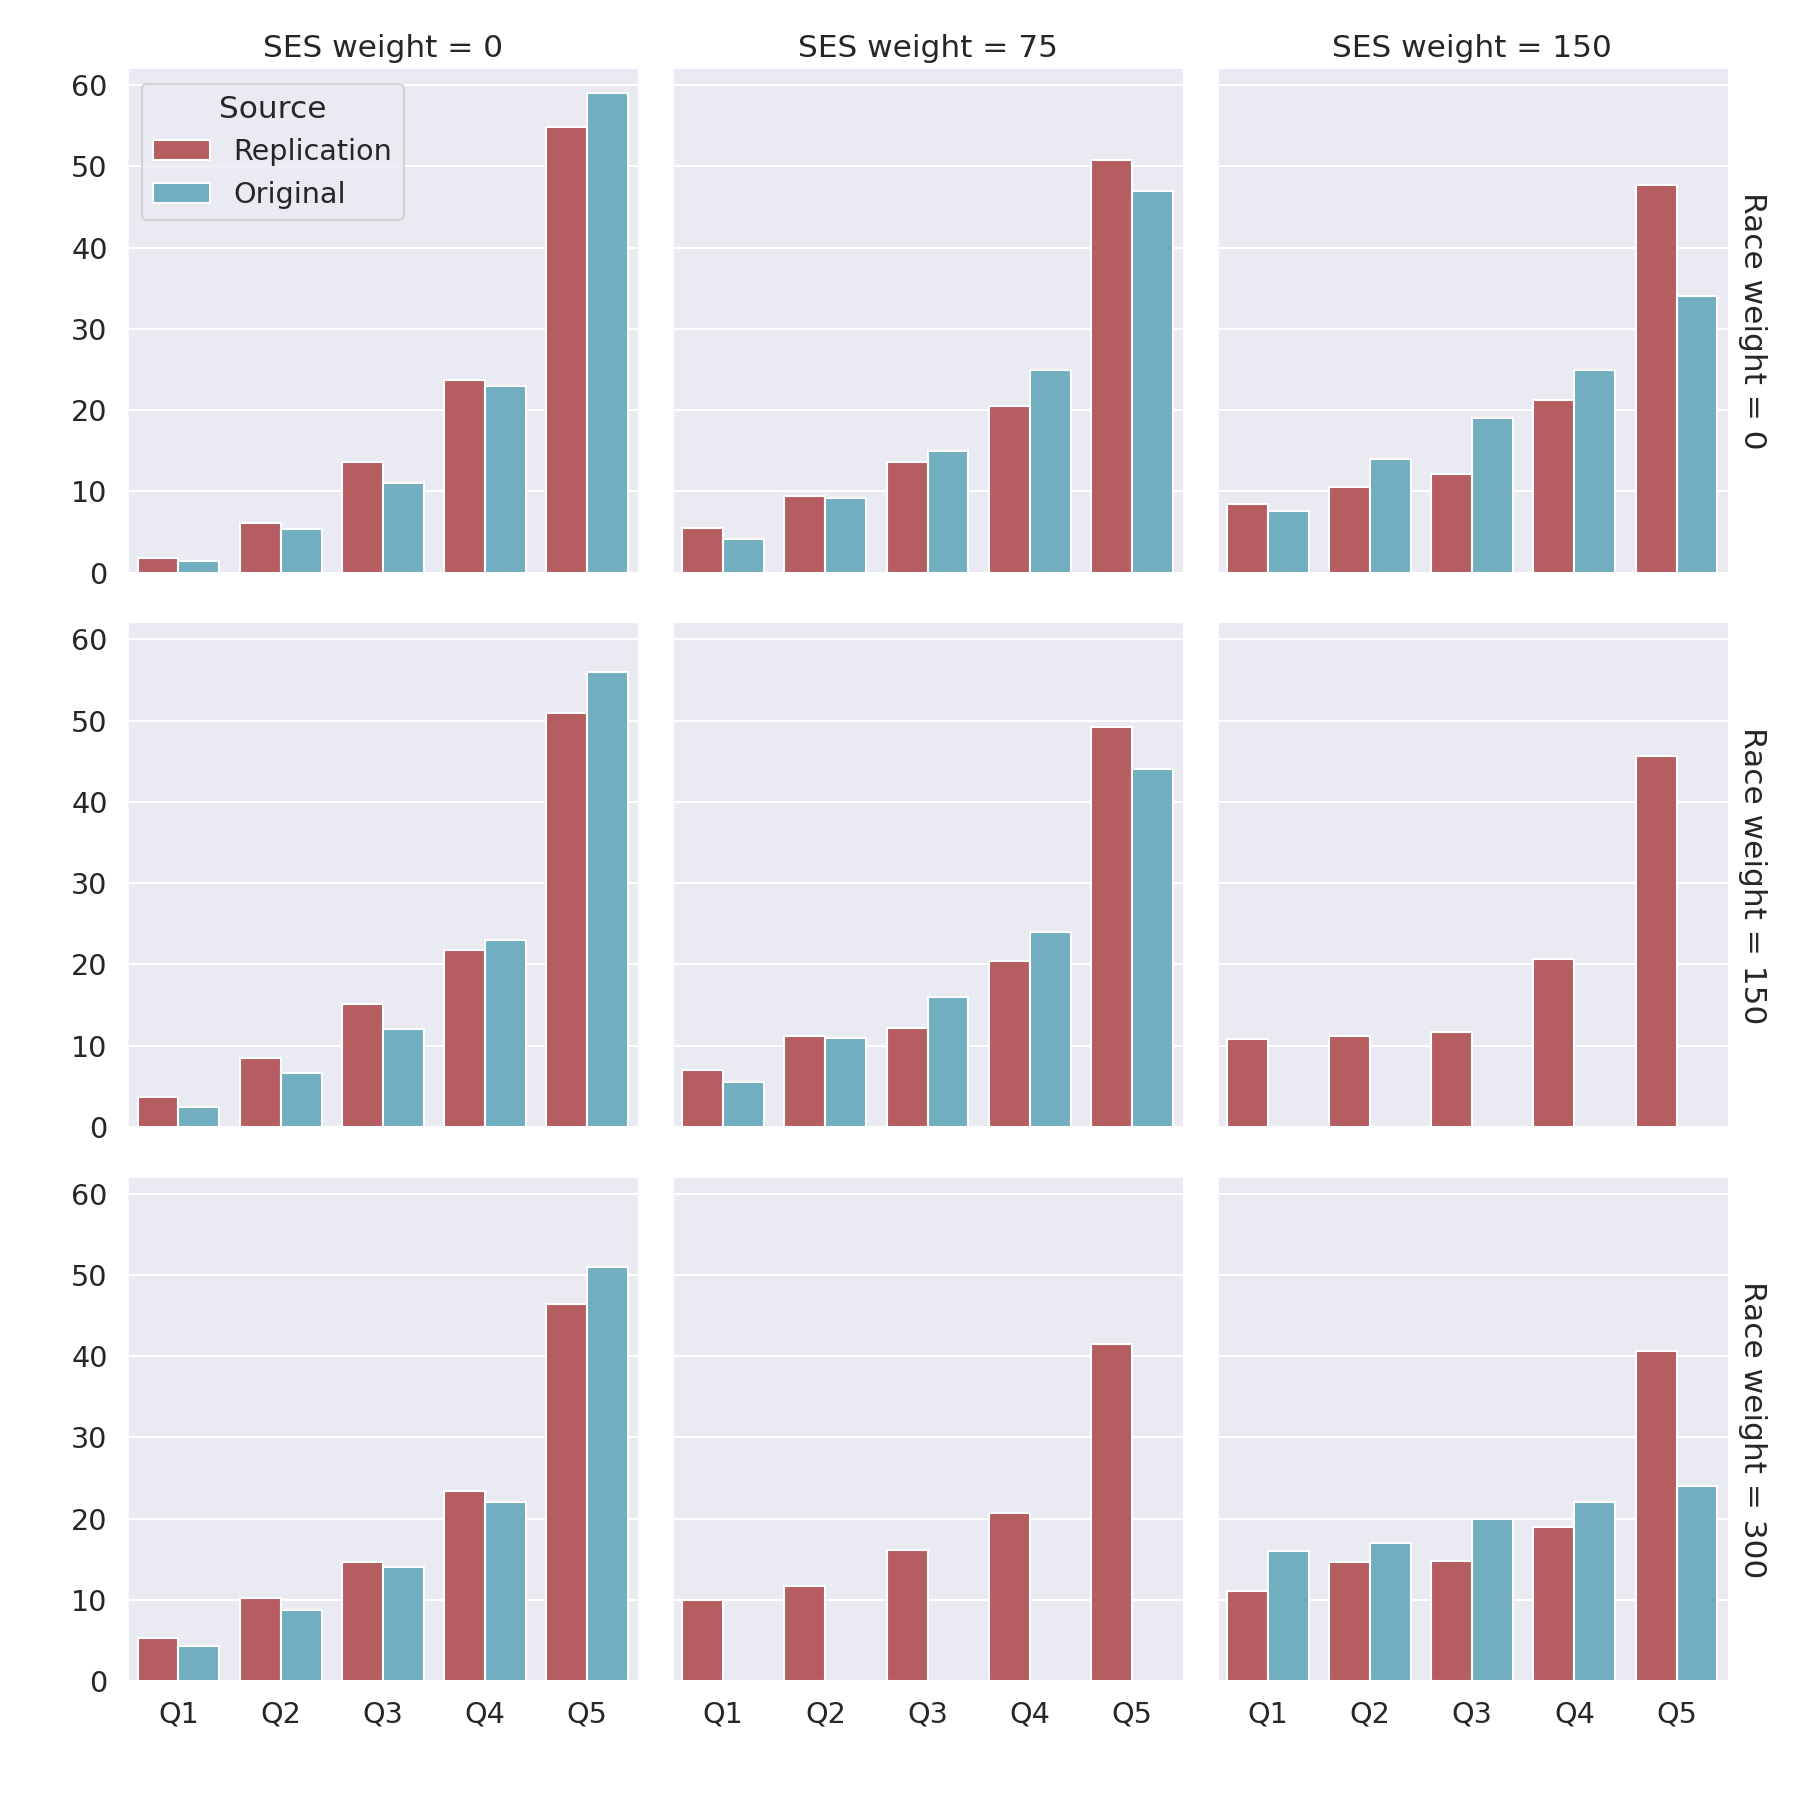 SES weight = 0
SES weight = 75
SES weight = 150
60
50
40
30
20
10
0
Source
Replication
Original
Race weight = 0
60
50
40
30
20
10
0
Race weight = 150
60
50
40
30
20
10
0
Race weight = 300
Q1 Q2 Q3 Q4 Q5
Q1 Q2 Q3 Q4 Q5
Q1 Q2 Q3 Q4 Q5